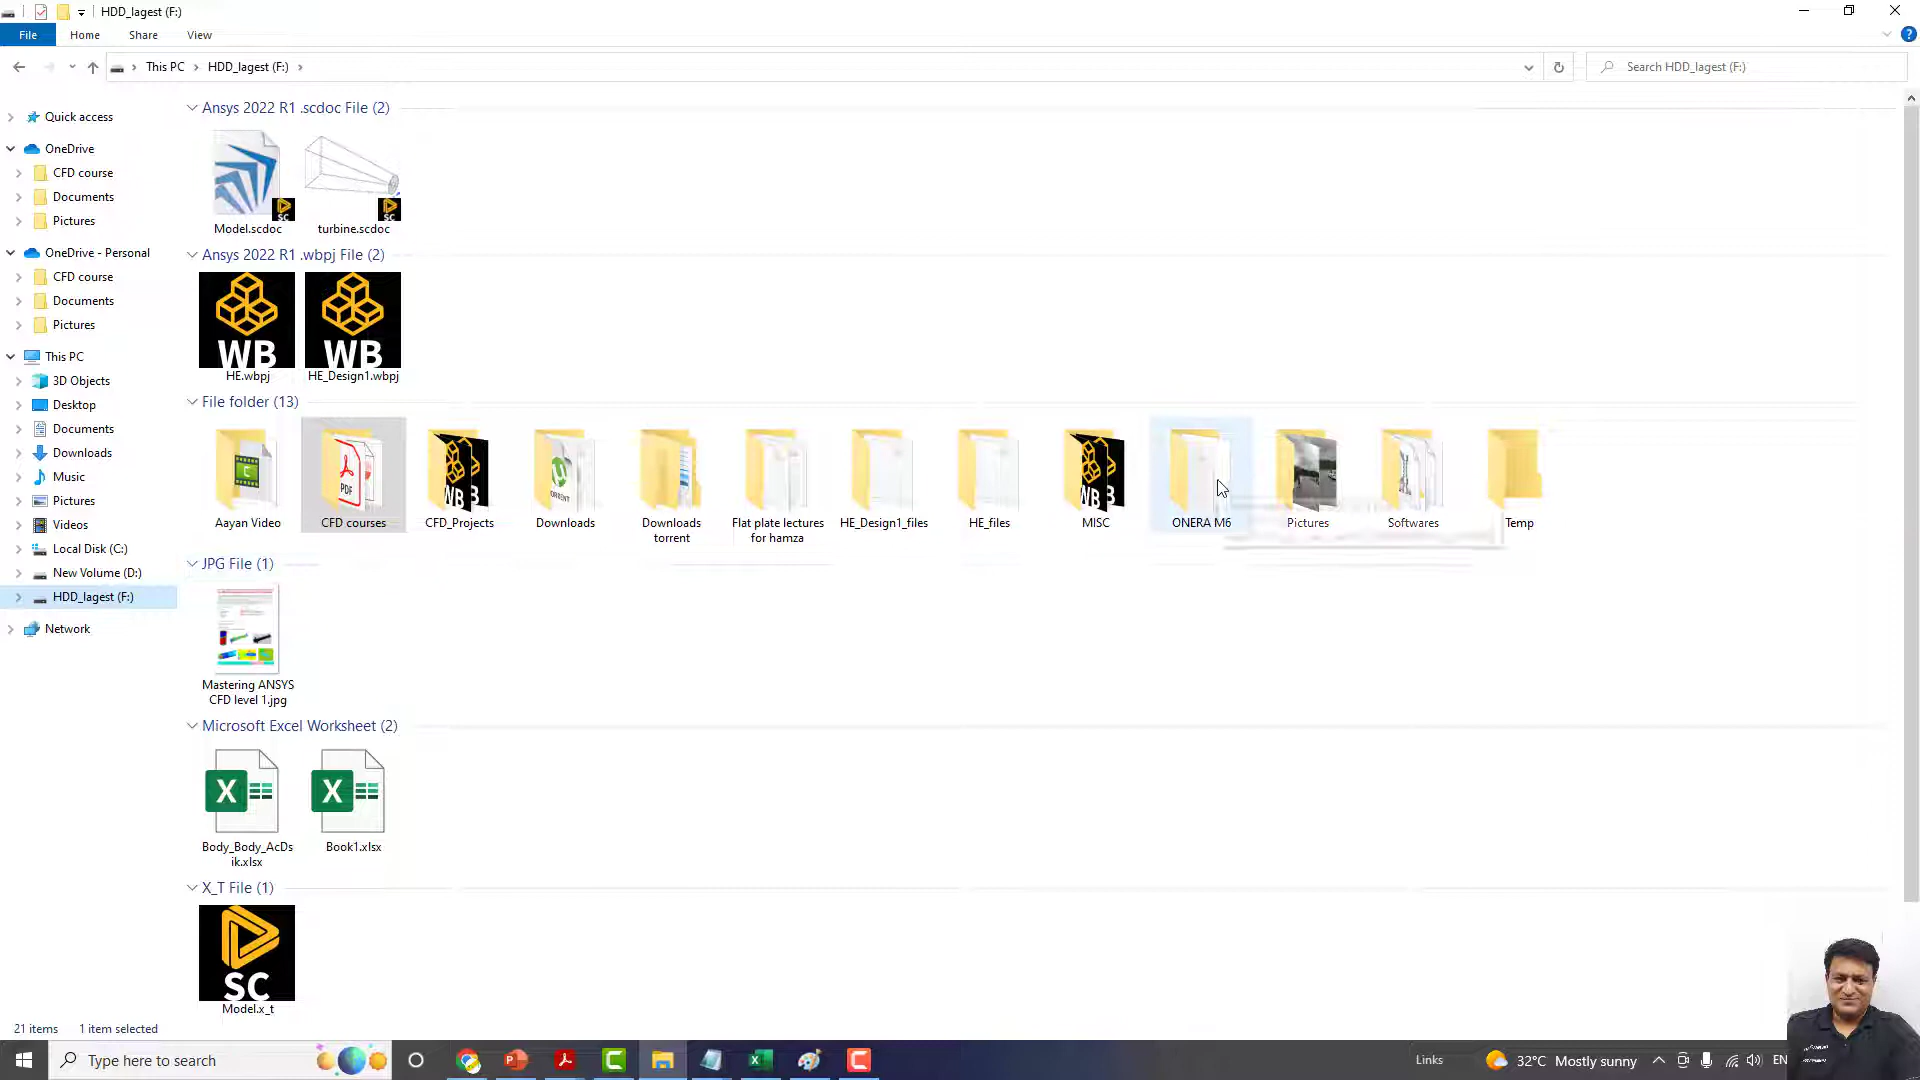 HDD_lagest (F:)
File Home Share View
This PC HDD_lagest (F:) Search HDD_lagest (F:)
Quick access
OneDrive
CFD course
Documents
Pictures
OneDrive - Personal
CFD course
Documents
Pictures
This PC
3D Objects
Desktop
Documents
Downloads
Music
Pictures
Videos
Local Disk (C:)
New Volume (D:)
HDD_lagest (F:)
Network
Ansys 2022 R1 .scdoc File (2)
SC SC
Model.scdoc turbine.scdoc
Ansys 2022 R1 .wbpj File (2)
WB WB
HE.wbpj HE_Design1.wbpj
File folder (13)
Aayan Video CFD courses CFD_Projects Downloads Downloads torrent Flat plate lectures for hamza HE_Design1_files HE_files MISC ONERA M6 Pictures Softwares Temp
JPG File (1)
Mastering ANSYS
CFD level 1.jpg
Microsoft Excel Worksheet (2)
Body_Body_AcDsik.xlsx Book1.xlsx
X_T File (1)
SC
Model.x_t
21 items 1 item selected
Type here to search
Links 32°C Mostly sunny EN